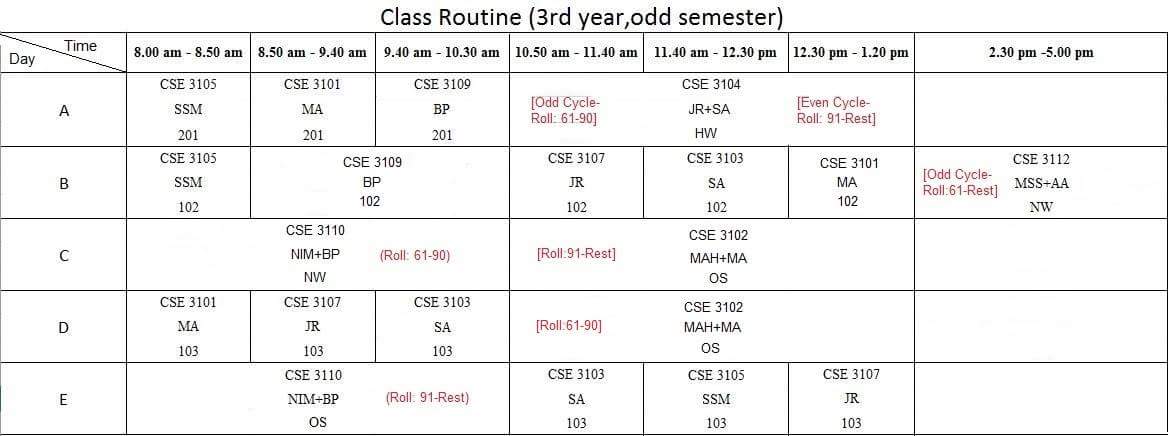 Class Routine (3rd year,odd semester)
Time
Day
8.00 am - 8.50 am
8.50 am - 9.40 am
9.40 am - 10.30 am
10.50 am - 11.40 am
11.40 am - 12.30 pm
12.30 pm - 1.20 pm
2.30 pm -5.00 pm
A
CSE 3105
SSM
201
CSE 3101
MA
201
CSE 3109
BP
201
[Odd Cycle-
Roll: 61-90]
CSE 3104
JR+SA
HW
[Even Cycle-
Roll: 91-Rest]
B
CSE 3105
SSM
102
CSE 3109
BP
102
CSE 3107
JR
102
CSE 3103
SA
102
CSE 3101
MA
102
[Odd Cycle-
Roll:61-Rest]
CSE 3112
MSS+AA
NW
C
CSE 3110
NIM+BP
NW
(Roll: 61-90)
[Roll:91-Rest]
CSE 3102
MAH+MA
OS
D
CSE 3101
MA
103
CSE 3107
JR
103
CSE 3103
SA
103
[Roll:61-90]
CSE 3102
MAH+MA
OS
E
CSE 3110
NIM+BP
OS
(Roll: 91-Rest)
CSE 3103
SA
103
CSE 3105
SSM
103
CSE 3107
JR
103